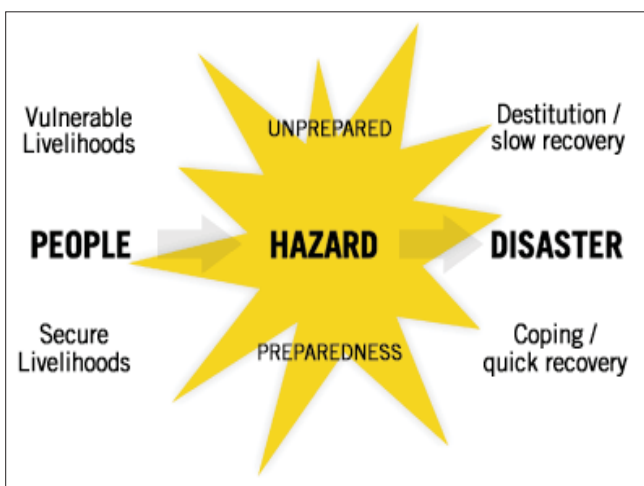 Vulnerable
Livelihoods
UNPREPARED
Destitution /
slow recovery
PEOPLE
HAZARD
DISASTER
Secure
Livelihoods
PREPAREDNESS
Coping /
quick recovery